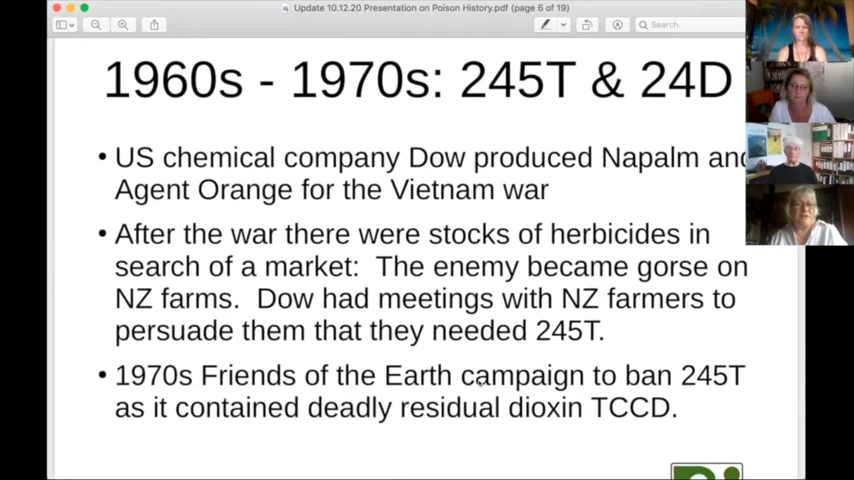 Update 10.12.20 Presentation on Poison History.pdf (page 6 of 19)
Search
1960s - 1970s: 245T & 24D
• US chemical company Dow produced Napalm and
Agent Orange for the Vietnam war
• After the war there were stocks of herbicides in
search of a market: The enemy became gorse on
NZ farms. Dow had meetings with NZ farmers to
persuade them that they needed 245T.
• 1970s Friends of the Earth campaign to ban 245T
as it contained deadly residual dioxin TCCD.